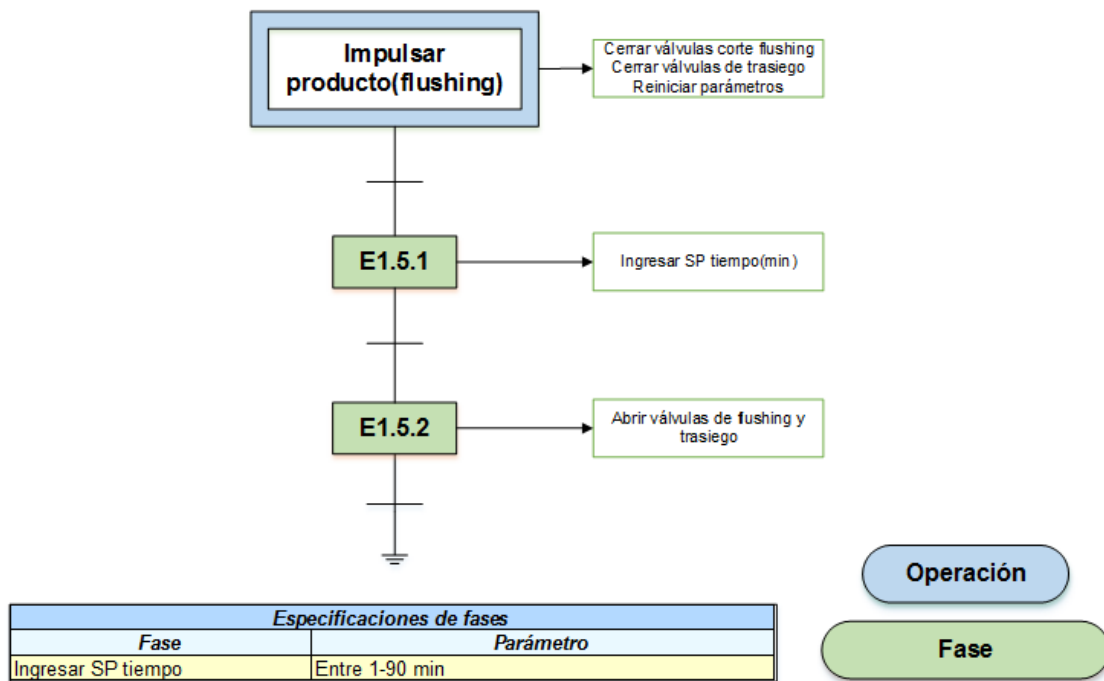 Impulsar
producto(flushing)
Cerrar válvulas corte flushing
Cerrar válvulas de trasiego
Reiniciar parámetros
E1.5.1
Ingresar SP tiempo(min)
E1.5.2
Abrir válvulas de flushing y
trasiego
Operación
Fase
Especificaciones de fases
Fase Parámetro
Ingresar SP tiempo Entre 1-90 min